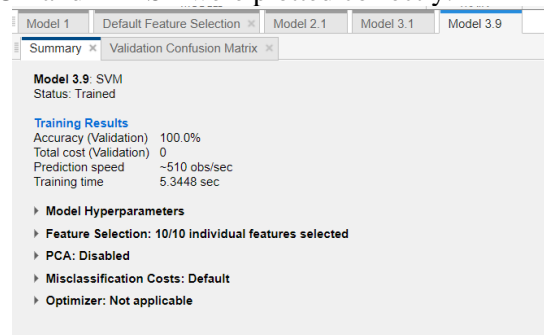 Model 1 Default Feature Selection × Model 2.1 Model 3.1 Model 3.9
Summary × Validation Confusion Matrix ×
Model 3.9: SVM
Status: Trained
Training Results
Accuracy (Validation) 100.0%
Total cost (Validation) 0
Prediction speed ~510 obs/sec
Training time 5.3448 sec
Model Hyperparameters
Feature Selection: 10/10 individual features selected
PCA: Disabled
Misclassification Costs: Default
Optimizer: Not applicable